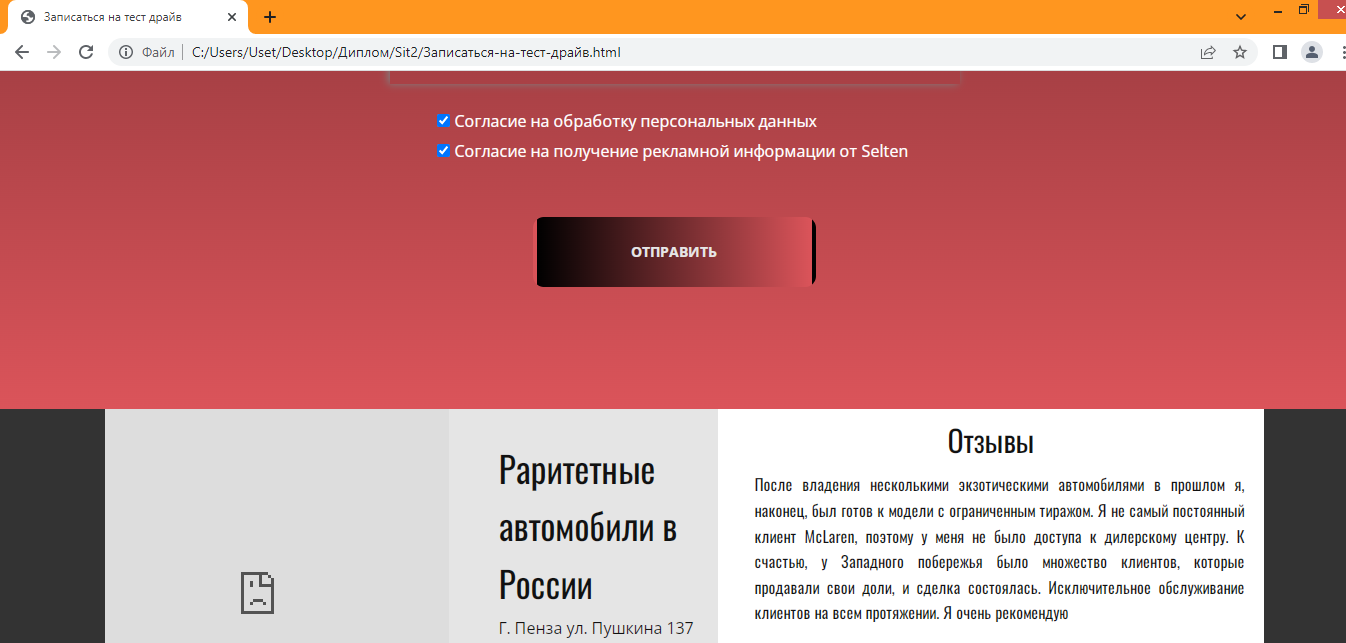 Записаться на тест драйв
Файл
C:/Users/Uset/Desktop/Диплом/Sit2/Записаться-на-тест-драйв.html
Согласие на обработку персональных данных
Согласие на получение рекламной информации от Selten
ОТПРАВИТЬ
Раритетные
автомобили в
России
Г. Пенза ул. Пушкина 137
Отзывы
После владения несколькими экзотическими автомобилями в прошлом я,
наконец, был готов к модели с ограниченным тиражом. Я не самый постоянный
клиент McLaren, поэтому у меня не было доступа к дилерскому центру. К
счастью, у Западного побережья было множество клиентов, которые
продавали свои доли, и сделка состоялась. Исключительное обслуживание
клиентов на всем протяжении. Я очень рекомендую